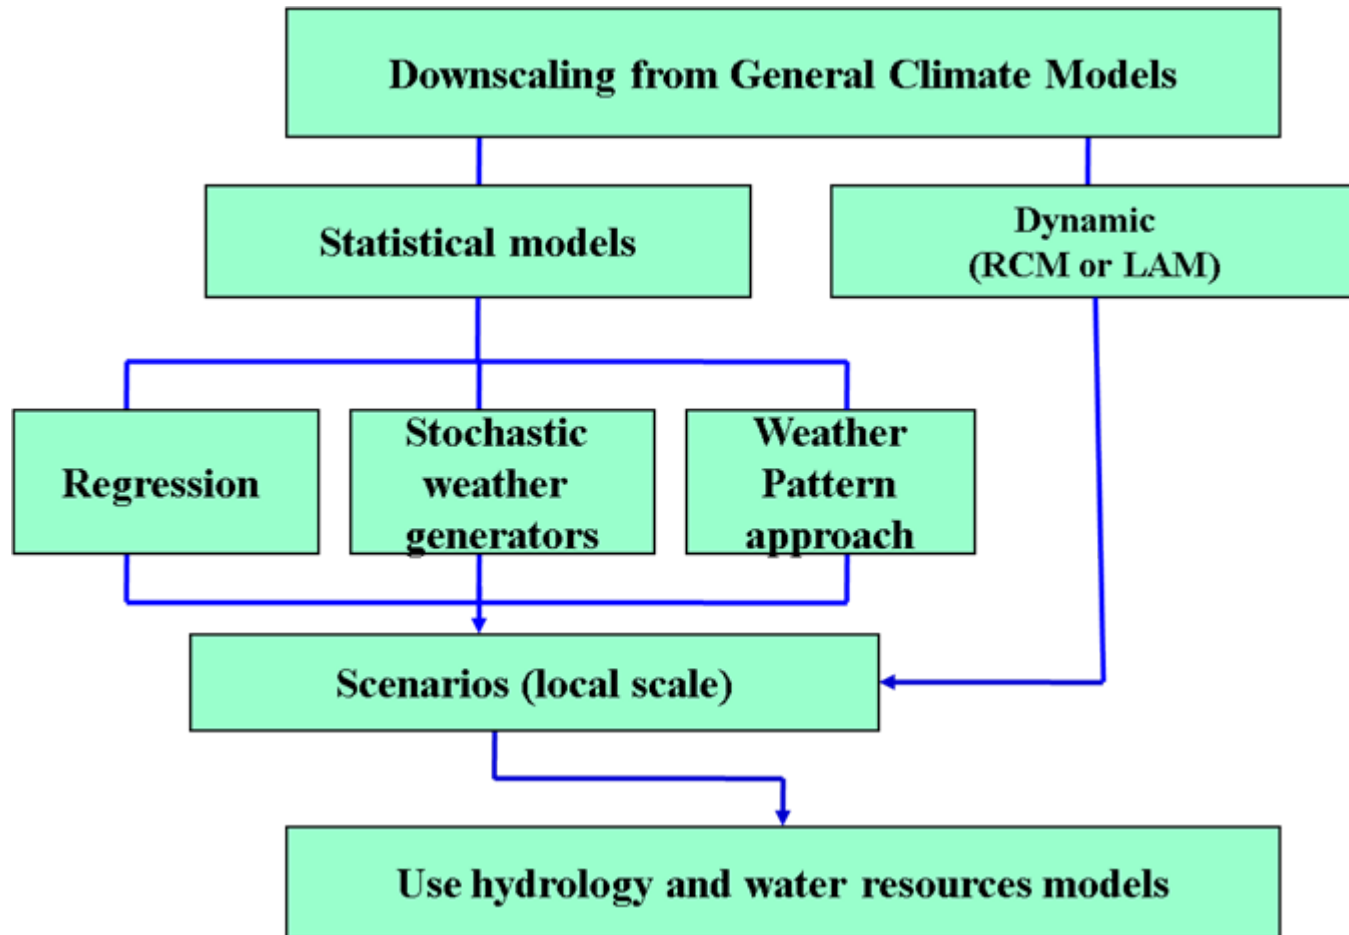 Downscaling from General Climate Models
Statistical models
Dynamic
(RCM or LAM)
Regression
Stochastic
weather
generators
Weather
Pattern
approach
Scenarios (local scale)
Use hydrology and water resources models